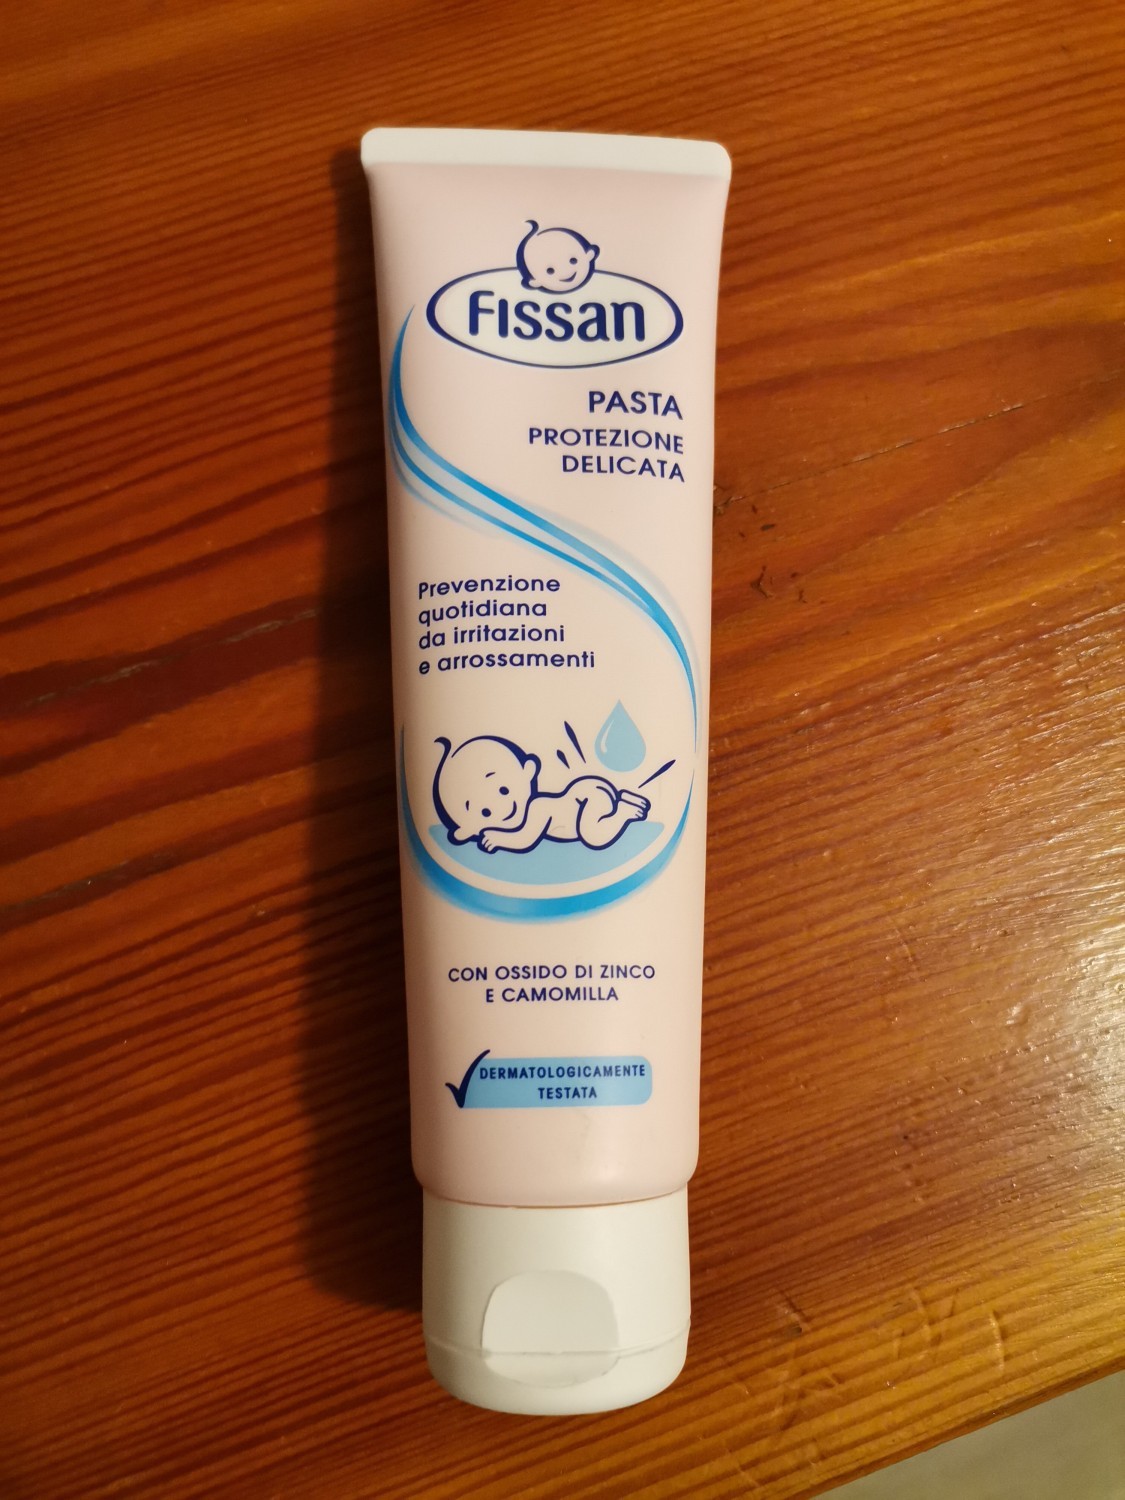 Fissan
PASTA
PROTEZIONE
DELICATA
Prevenzione
quotidiana
da irritazioni
e arrossamenti
CON OSSIDO DI ZINCO
E CAMOMILLA
DERMATOLOGICAMENTE
TESTATA